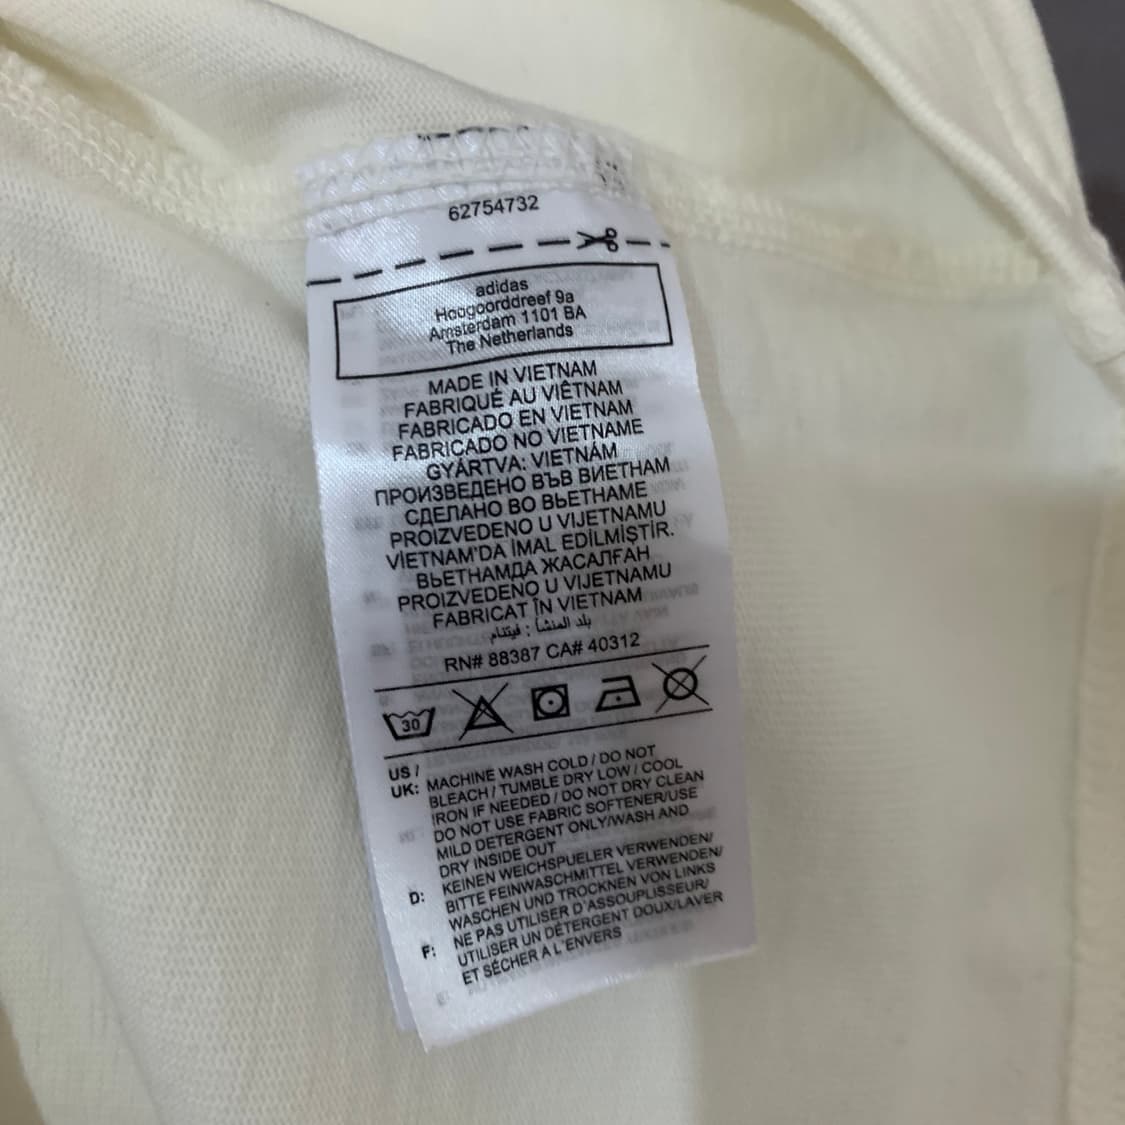 62754732
adidas
Hoogoorddreef 9a
Amsterdam 1101 BA
The Netherlands
MADE IN VIETNAM
FABRIQUÉ AU VIÊTNAM
FABRICADO EN VIETNAM
FABRICADO NO VIETNAME
GYÁRTVA: VIETNÁM
ПРОИЗВЕДЕНО ВЪВ ВИЕТНАМ
СДЕЛАНО ВО ВЬЕТНАМЕ
PROIZVEDENO U VIJETNAMU
VİETNAM'DA İMAL EDİLMİŞTİR.
ВЬЕТНАМДА ЖАСАЛҒАН
PROIZVEDENO U VIJETNAMU
FABRICAT ÎN VIETNAM
بلد المنشأ : فيتنام
RN# 88387 CA# 40312
30
US /
UK: MACHINE WASH COLD / DO NOT
BLEACH / TUMBLE DRY LOW / COOL
IRON IF NEEDED / DO NOT DRY CLEAN
DO NOT USE FABRIC SOFTENER/USE
MILD DETERGENT ONLY/WASH AND
DRY INSIDE OUT
D: KEINEN WEICHSPUELER VERWENDEN/
BITTE FEINWASCHMITTEL VERWENDEN/
WASCHEN UND TROCKNEN VON LINKS
F: NE PAS UTILISER D'ASSOUPLISSEUR/
UTILISER UN DÉTERGENT DOUX/LAVER
ET SÉCHER A L'ENVERS